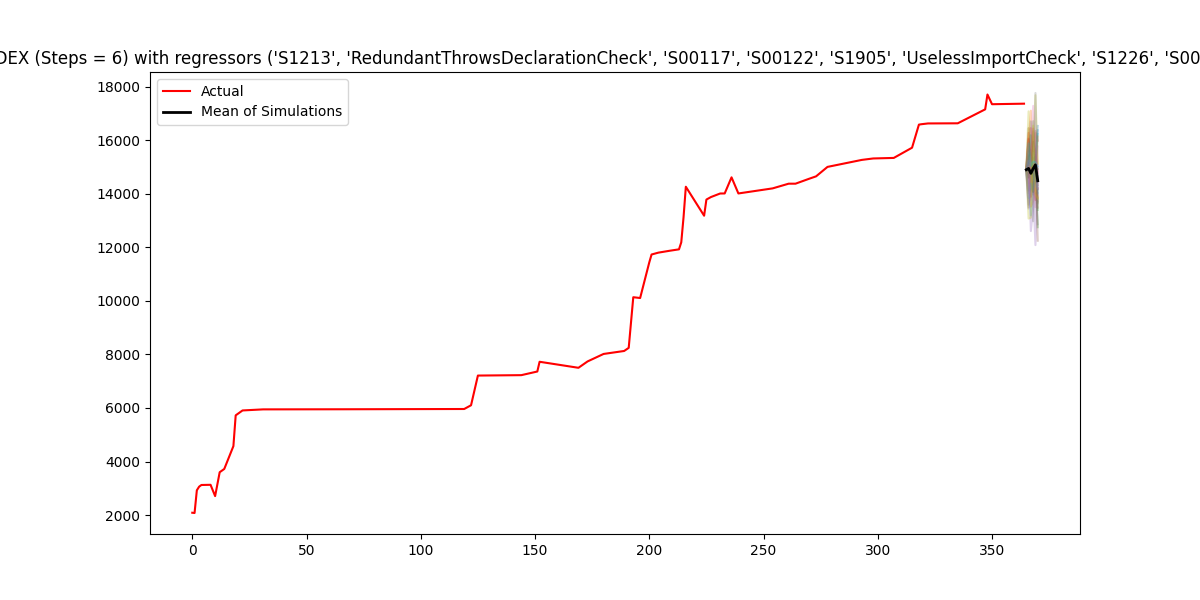 DEX (Steps = 6) with regressors ('S1213', 'RedundantThrowsDeclarationCheck', 'S00117', 'S00122', 'S1905', 'UselessImportCheck', 'S1226', 'S00
Actual
Mean of Simulations
18000
16000
14000
12000
10000
8000
6000
4000
2000
0 50 100 150 200 250 300 350